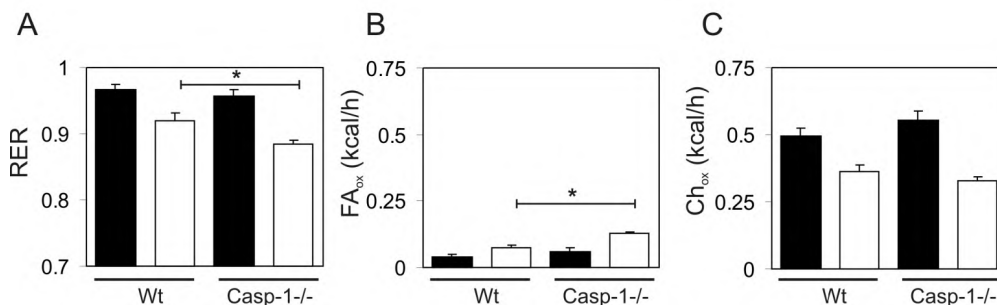 A
RER
1
0.9
0.8
0.7
*
Wt
Casp-1-/-
B
FAox (kcal/h)
0.75
0.5
0.25
0
*
Wt
Casp-1-/-
C
Chox (kcal/h)
0.75
0.5
0.25
0
Wt
Casp-1-/-